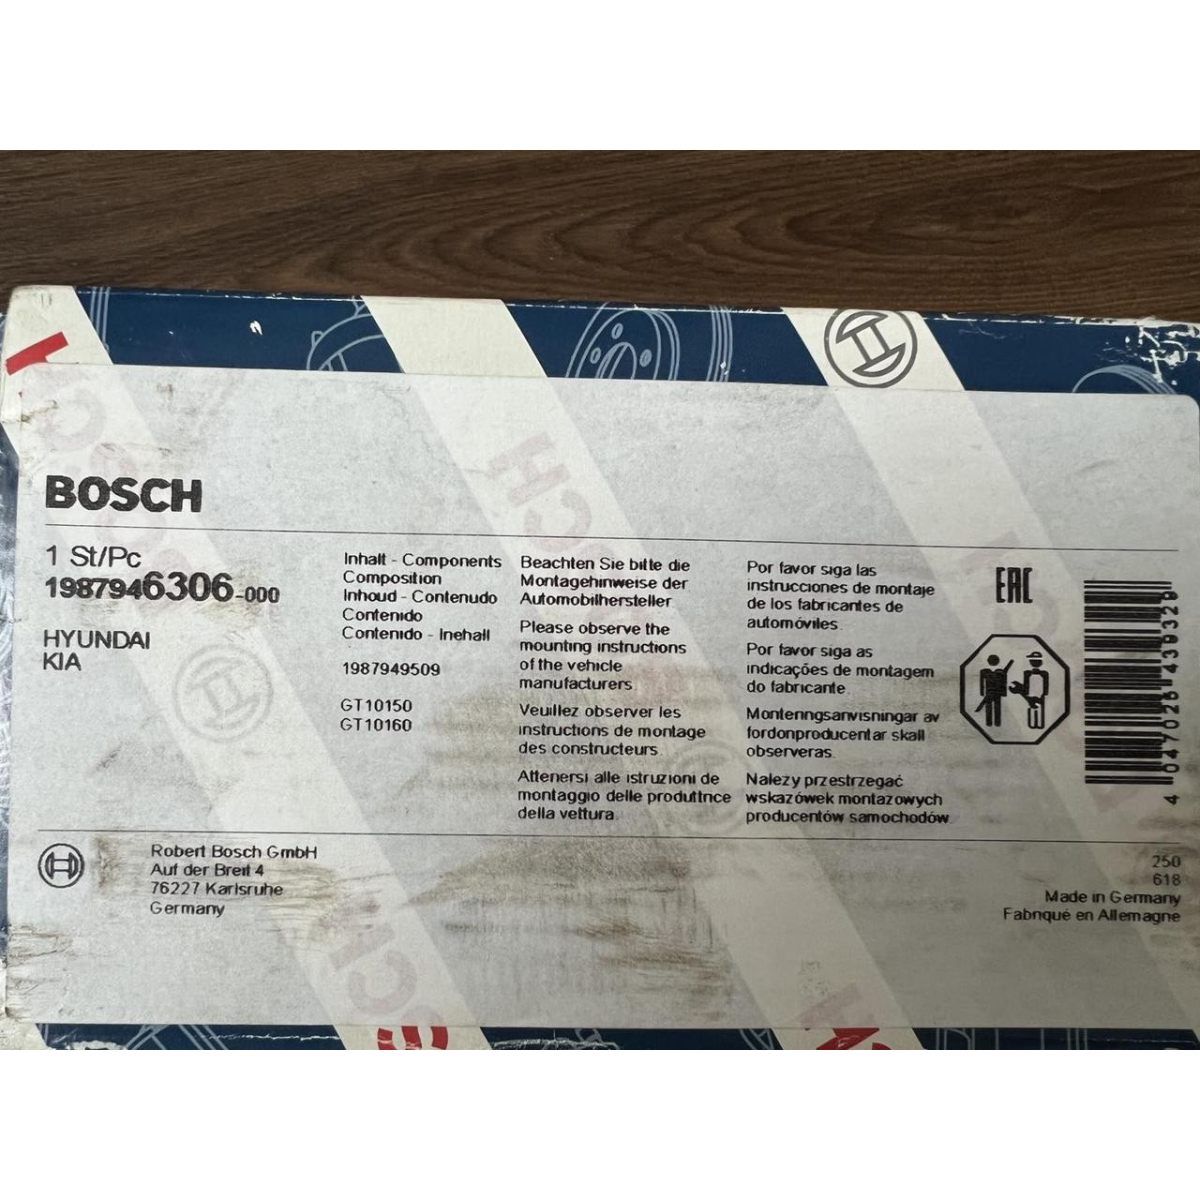 BOSCH
1 St/Pc
1987946306-000
HYUNDAI
KIA
Inhalt - Components
Composition
Inhoud - Contenudo
Contenido
Contenido - Inehall
1987949509
GT10150
GT10160
Beachten Sie bitte die
Montagehinweise der
Automobilhersteller
Please observe the
mounting instructions
of the vehicle
manufacturers
Veuillez observer les
instructions de montage
des constructeurs
Attenersi alle istruzioni de
montaggio delle produttrice
della vettura.
Por favor siga las
instrucciones de montaje
de los fabricantes de
automóviles.
Por favor siga as
indicações de montagem
do fabricante.
Monteringsanvisningar av
fordonproducentar skall
observeras.
Należy przestrzegać
wskazówek montażowych
producentów samochodów
EAC
4 047025 439329
Robert Bosch GmbH
Auf der Breit 4
76227 Karlsruhe
Germany
250
618
Made in Germany
Fabriqué en Allemagne